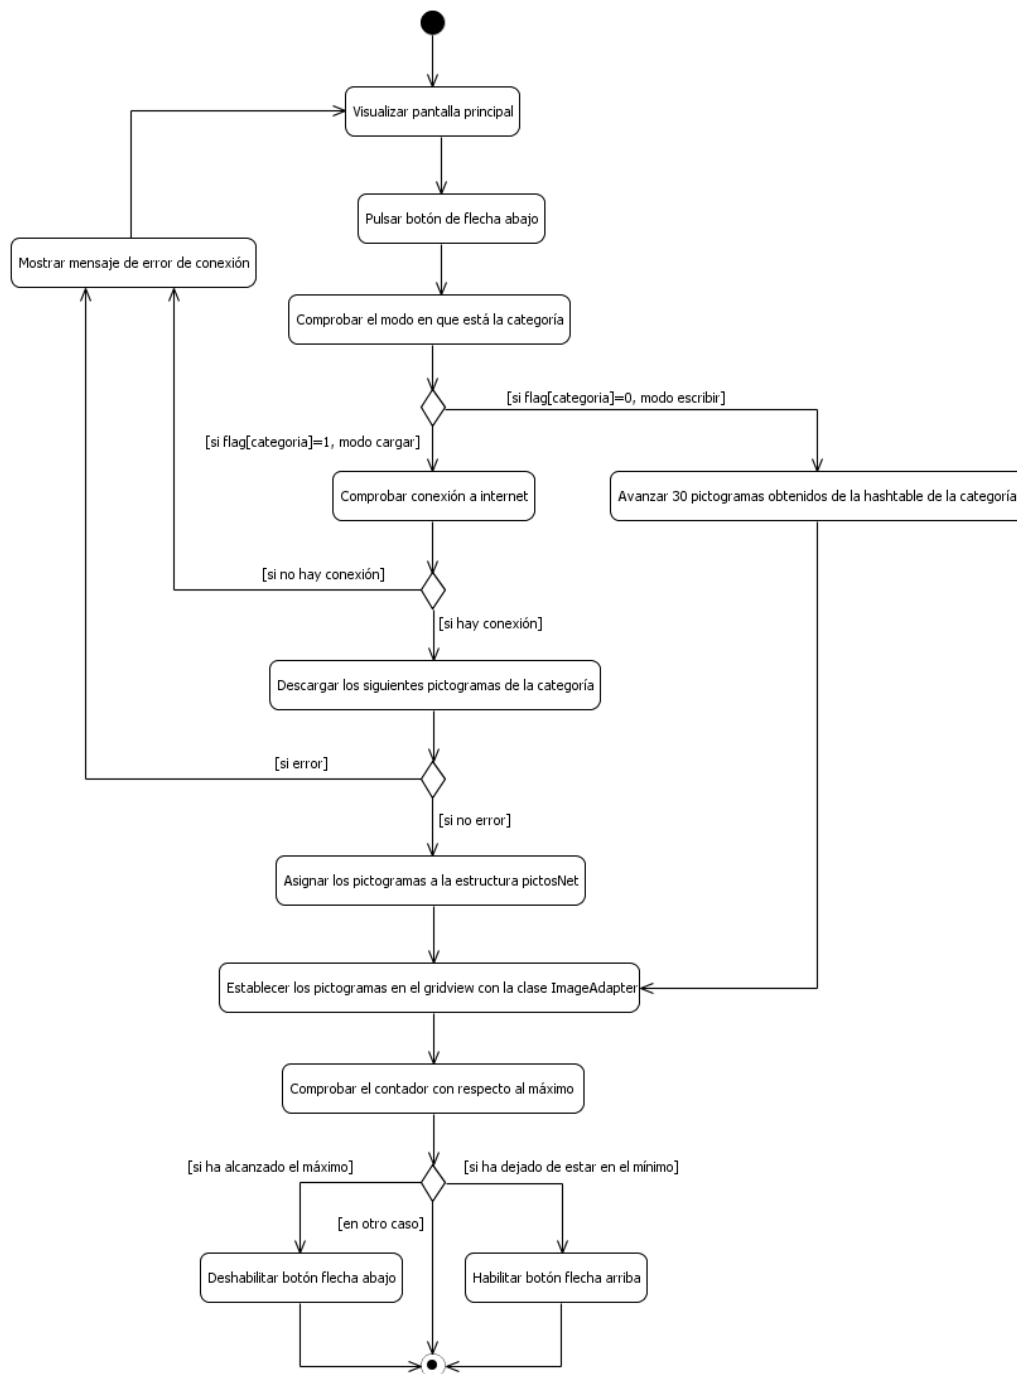 Visualizar pantalla principal
Pulsar botón de flecha abajo
Mostrar mensaje de error de conexión
Comprobar el modo en que está la categoría
[si flag[categoria]=0, modo escribir]
[si flag[categoria]=1, modo cargar]
Comprobar conexión a internet
Avanzar 30 pictogramas obtenidos de la hashtable de la categoría
[si no hay conexión]
[si hay conexión]
Descargar los siguientes pictogramas de la categoría
[si error]
[si no error]
Asignar los pictogramas a la estructura pictosNet
Establecer los pictogramas en el gridview con la clase ImageAdapter
Comprobar el contador con respecto al máximo
[si ha alcanzado el máximo]
[si ha dejado de estar en el mínimo]
[en otro caso]
Deshabilitar botón flecha abajo
Habilitar botón flecha arriba